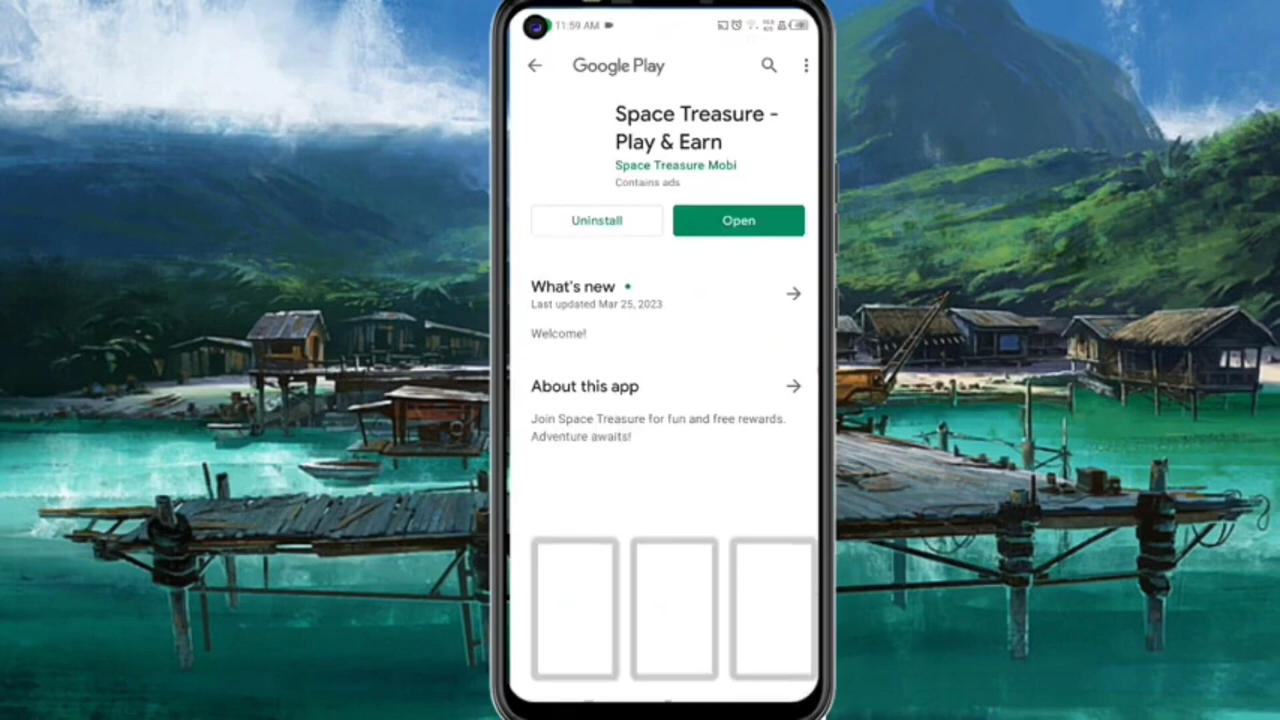 11:59 AM
Google Play
Space Treasure -
Play & Earn
Space Treasure Mobi
Contains ads
Uninstall
Open
What's new
Last updated Mar 25, 2023
Welcome!
About this app
Join Space Treasure for fun and free rewards.
Adventure awaits!